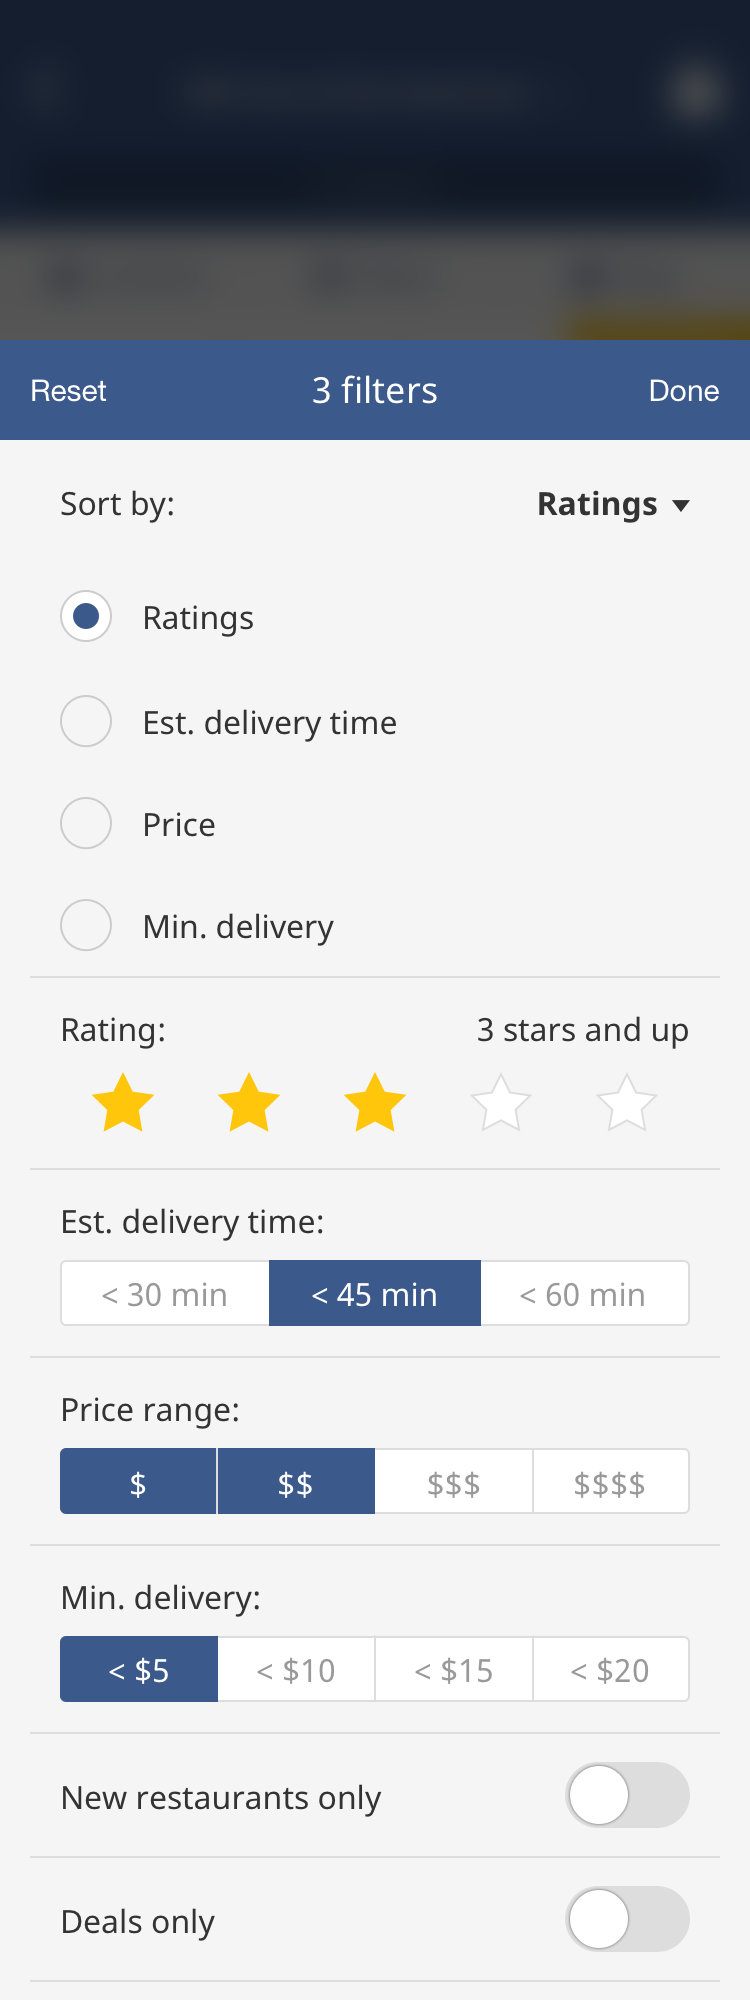 Reset 3 filters Done
Sort by: Ratings
Ratings
Est. delivery time
Price
Min. delivery
Rating: 3 stars and up
Est. delivery time:
< 30 min < 45 min < 60 min
Price range:
$ $$ $$$ $$$$
Min. delivery:
< $5 < $10 < $15 < $20
New restaurants only
Deals only